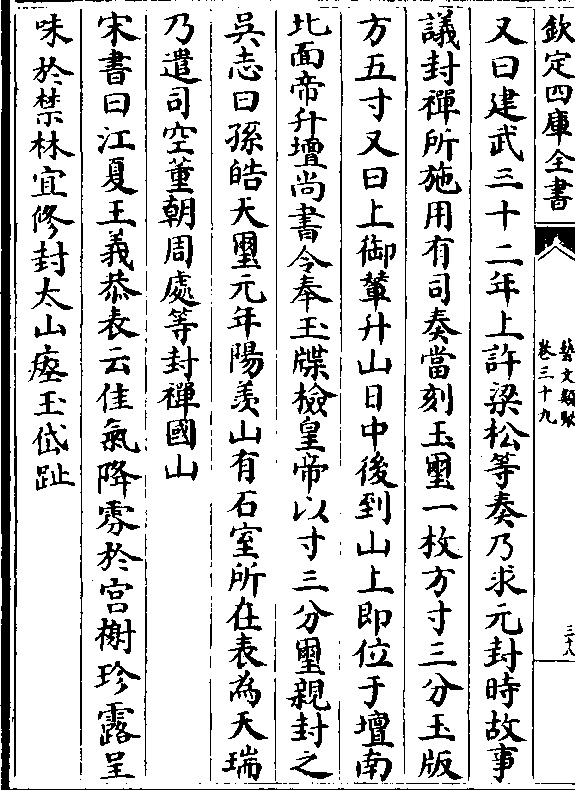 欽定四庫全書
藝文類聚
卷三十九
三十八
又曰建武三十二年上許梁松等奏乃求元封時故事
議封禪所施用有司奏當刻玉璽一枚方寸三分玉版
方五寸又曰上御輦升山日中後到山上即位于壇南
北面帝升壇尚書令奉玉牒檢皇帝以寸三分璽親封之
吳志曰孫皓天璽元年陽羨山有石室所在表為天瑞
乃遣司空董朝周處等封禪國山
宋書曰江夏王義恭表云佳氣降雰於宮榭珍露呈
味於禁林宜修封太山瘞玉岱趾